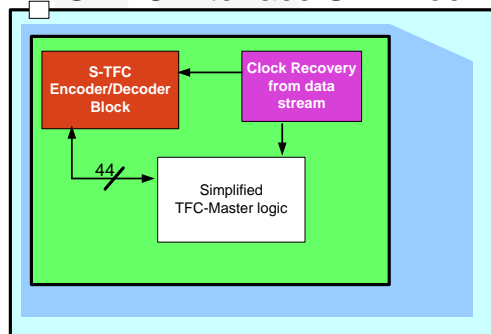 S-TFC
Encoder/Decoder
Block
Clock Recovery
from data
stream
44
Simplified
TFC-Master logic